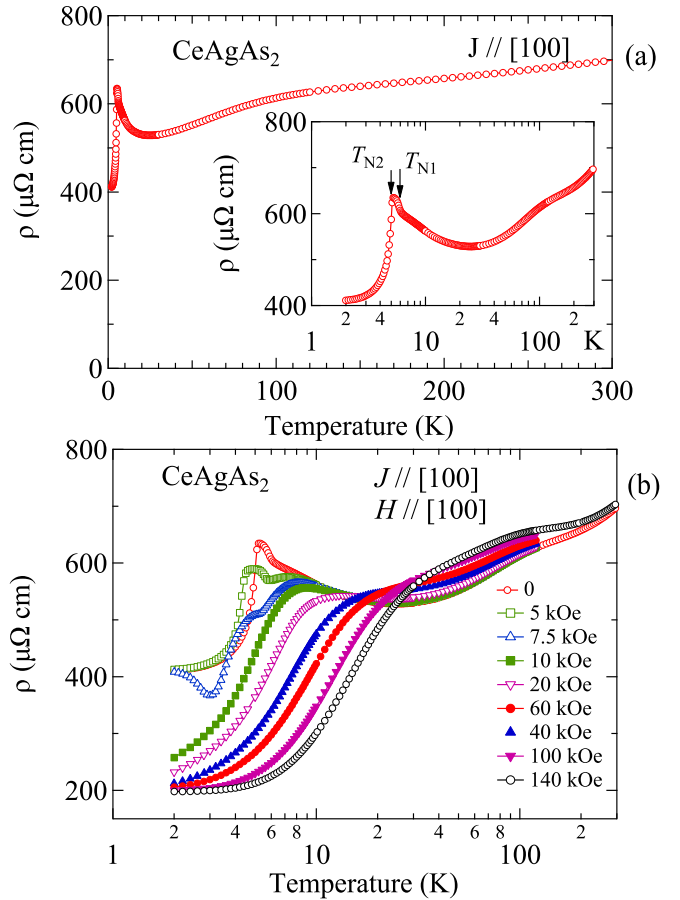 800
600
400
200
0
ρ (μΩ cm)
CeAgAs2
J // [100]
(a)
800
600
400
ρ (μΩ cm)
TN2
TN1
2
4
2
4
2
1
10
100
K
0
100
200
300
Temperature (K)
800
600
400
200
ρ (μΩ cm)
CeAgAs2
J // [100]
H // [100]
(b)
0
5 kOe
7.5 kOe
10 kOe
20 kOe
60 kOe
40 kOe
100 kOe
140 kOe
2
4
6
8
2
4
6
8
2
1
10
100
Temperature (K)